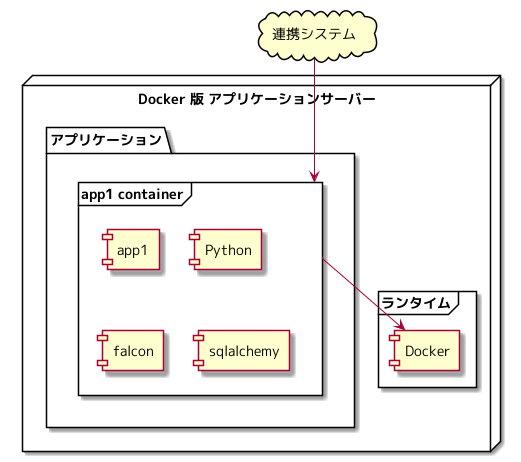 連携システム
Docker 版 アプリケーションサーバー
アプリケーション
app1 container
app1
Python
falcon
sqlalchemy
ランタイム
Docker